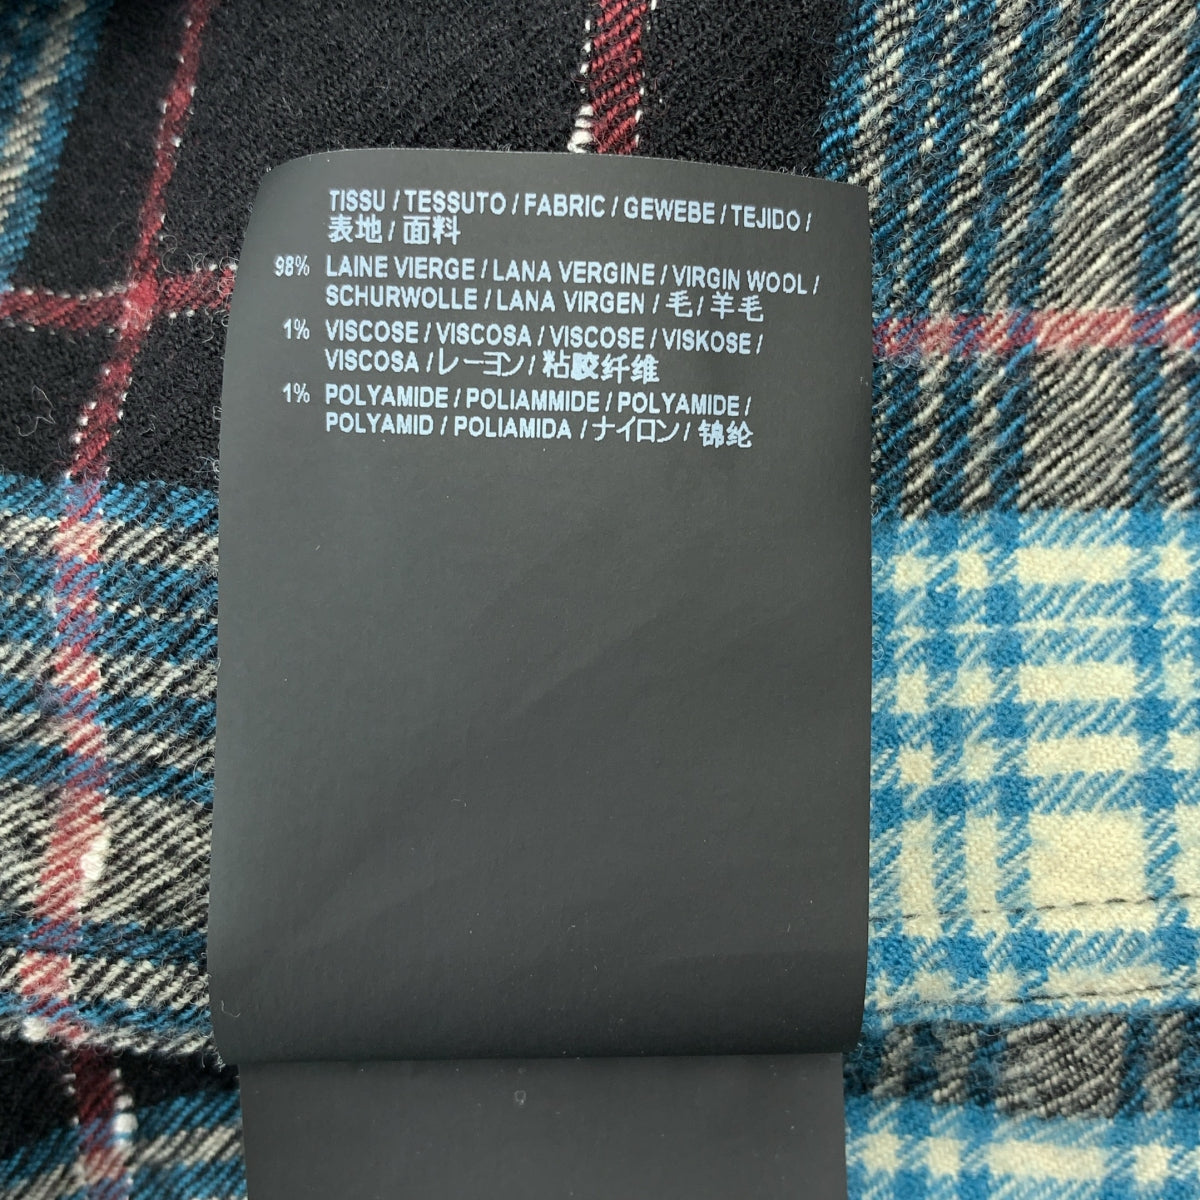 TISSU / TESSUTO / FABRIC / GEWEBE / TEJIDO /
表地 / 面料
98% LAINE VIERGE / LANA VERGINE / VIRGIN WOOL /
SCHURWOLLE / LANA VIRGEN / 毛 / 羊毛
1% VISCOSE / VISCOSA / VISCOSE / VISKOSE /
VISCOSA / レーヨン / 粘胶纤维
1% POLYAMIDE / POLIAMMIDE / POLYAMIDE /
POLYAMID / POLIAMIDA / ナイロン / 锦纶